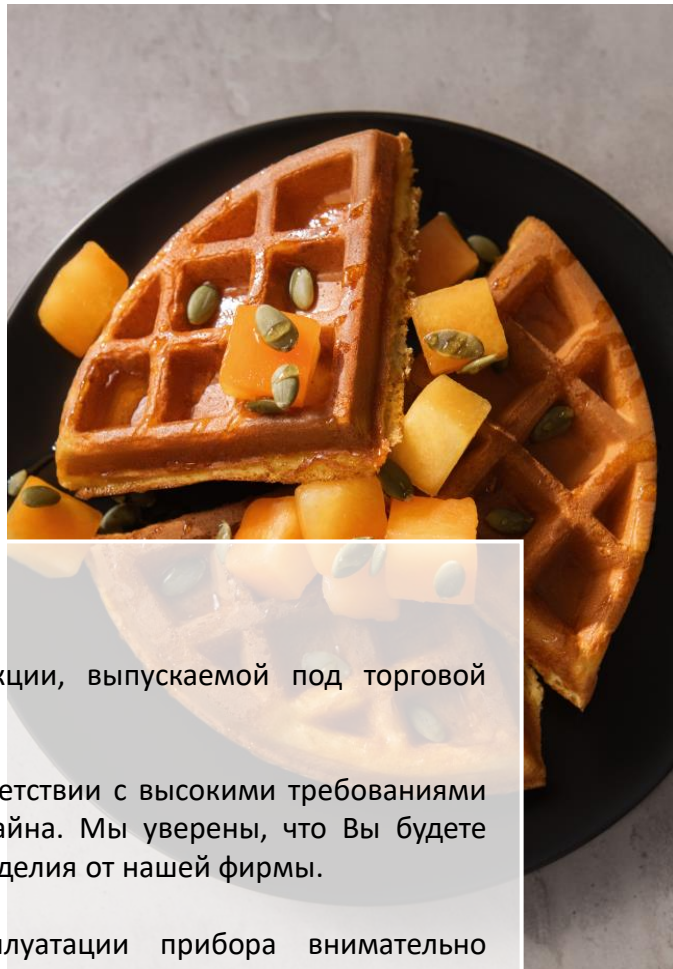 кции, выпускаемой под торговой
етствии с высокими требованиями
айна. Мы уверены, что Вы будете
делия от нашей фирмы.
луатации прибора внимательно